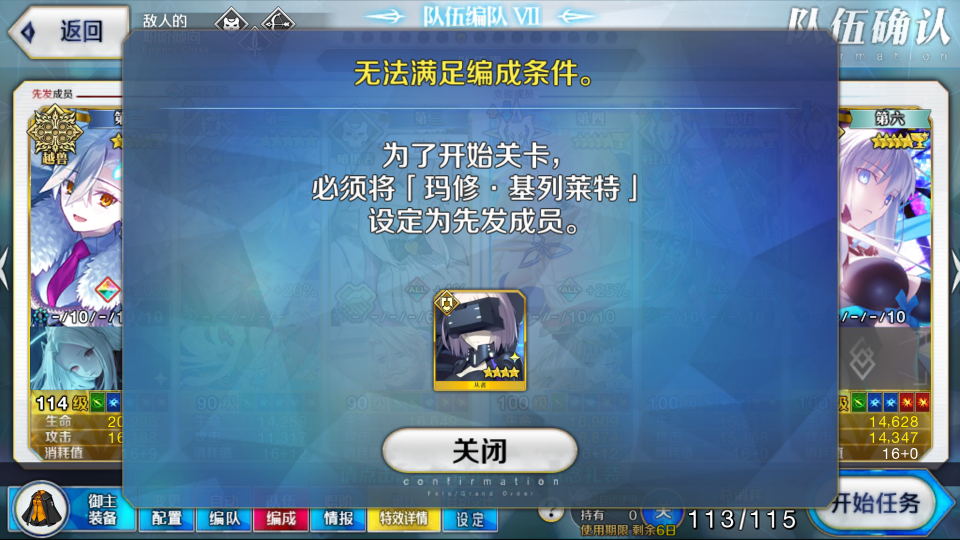 返回
敌人的
队伍编队 VII
队伍确认
无法满足编成条件。
先发成员
越兽
第六
为了开始关卡,
必须将「玛修·基列莱特」
设定为先发成员。
从者
114 级
生命
攻击
消耗值
14,628
14,347
16+0
关闭
confirmation
Fate/Grand Order
御主
装备
配置
编队
编成
情报
特效详情
设定
持有 0
使用期限 剩余6日
113/115
开始任务